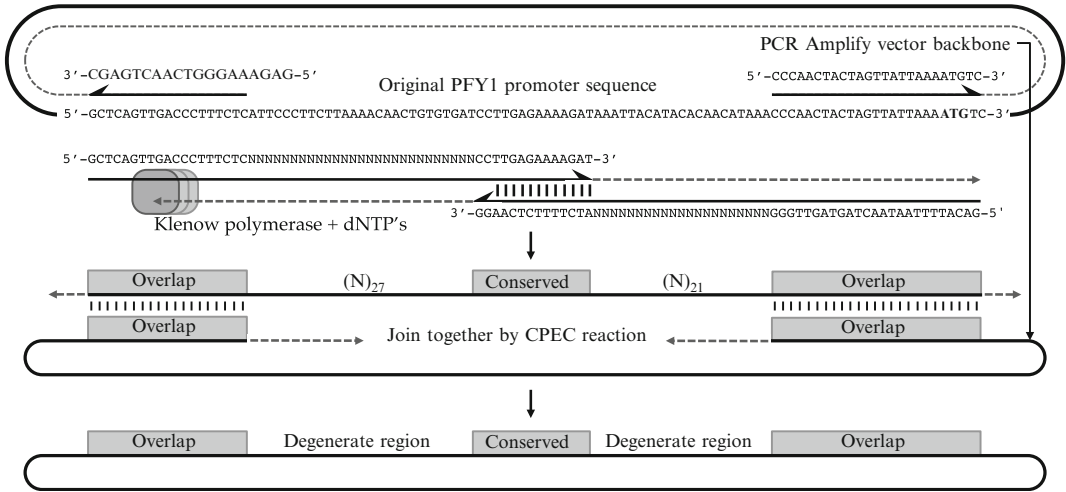 PCR Amplify vector backbone
3′-CGAGTCAACTGGGAAAGAG-5′
5′-CCCAACTACTAGTTATTAAAATGTC-3′
Original PFY1 promoter sequence
5′-GCTCAGTTGACCCTTTCTCATTCCCTTCTTAAAACAACTGTGTGATCCTTGAGAAAAGATAAATTACATACACAACATAAACCCAACTACTAGTTATTAAAATGTC-3′
5′-GCTCAGTTGACCCTTTCTCNNNNNNNNNNNNNNNNNNNNNNNNNNNCCTTGAGAAAAGAT-3′
3′-GGAACTCTTTTCTANNNNNNNNNNNNNNNNNNNNNGGGTTGATGATCAATAATTTTACAG-5'
Klenow polymerase + dNTP's
Overlap (N)27 Conserved (N)21 Overlap
Overlap Join together by CPEC reaction Overlap
Overlap Degenerate region Conserved Degenerate region Overlap